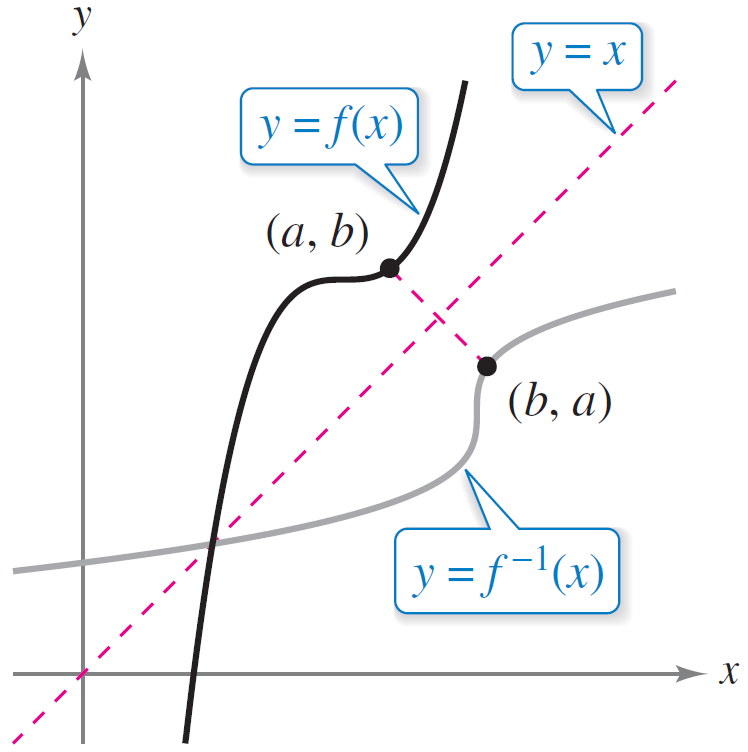 y
y = x
y = f(x)
(a, b)
(b, a)
y = f⁻¹(x)
x